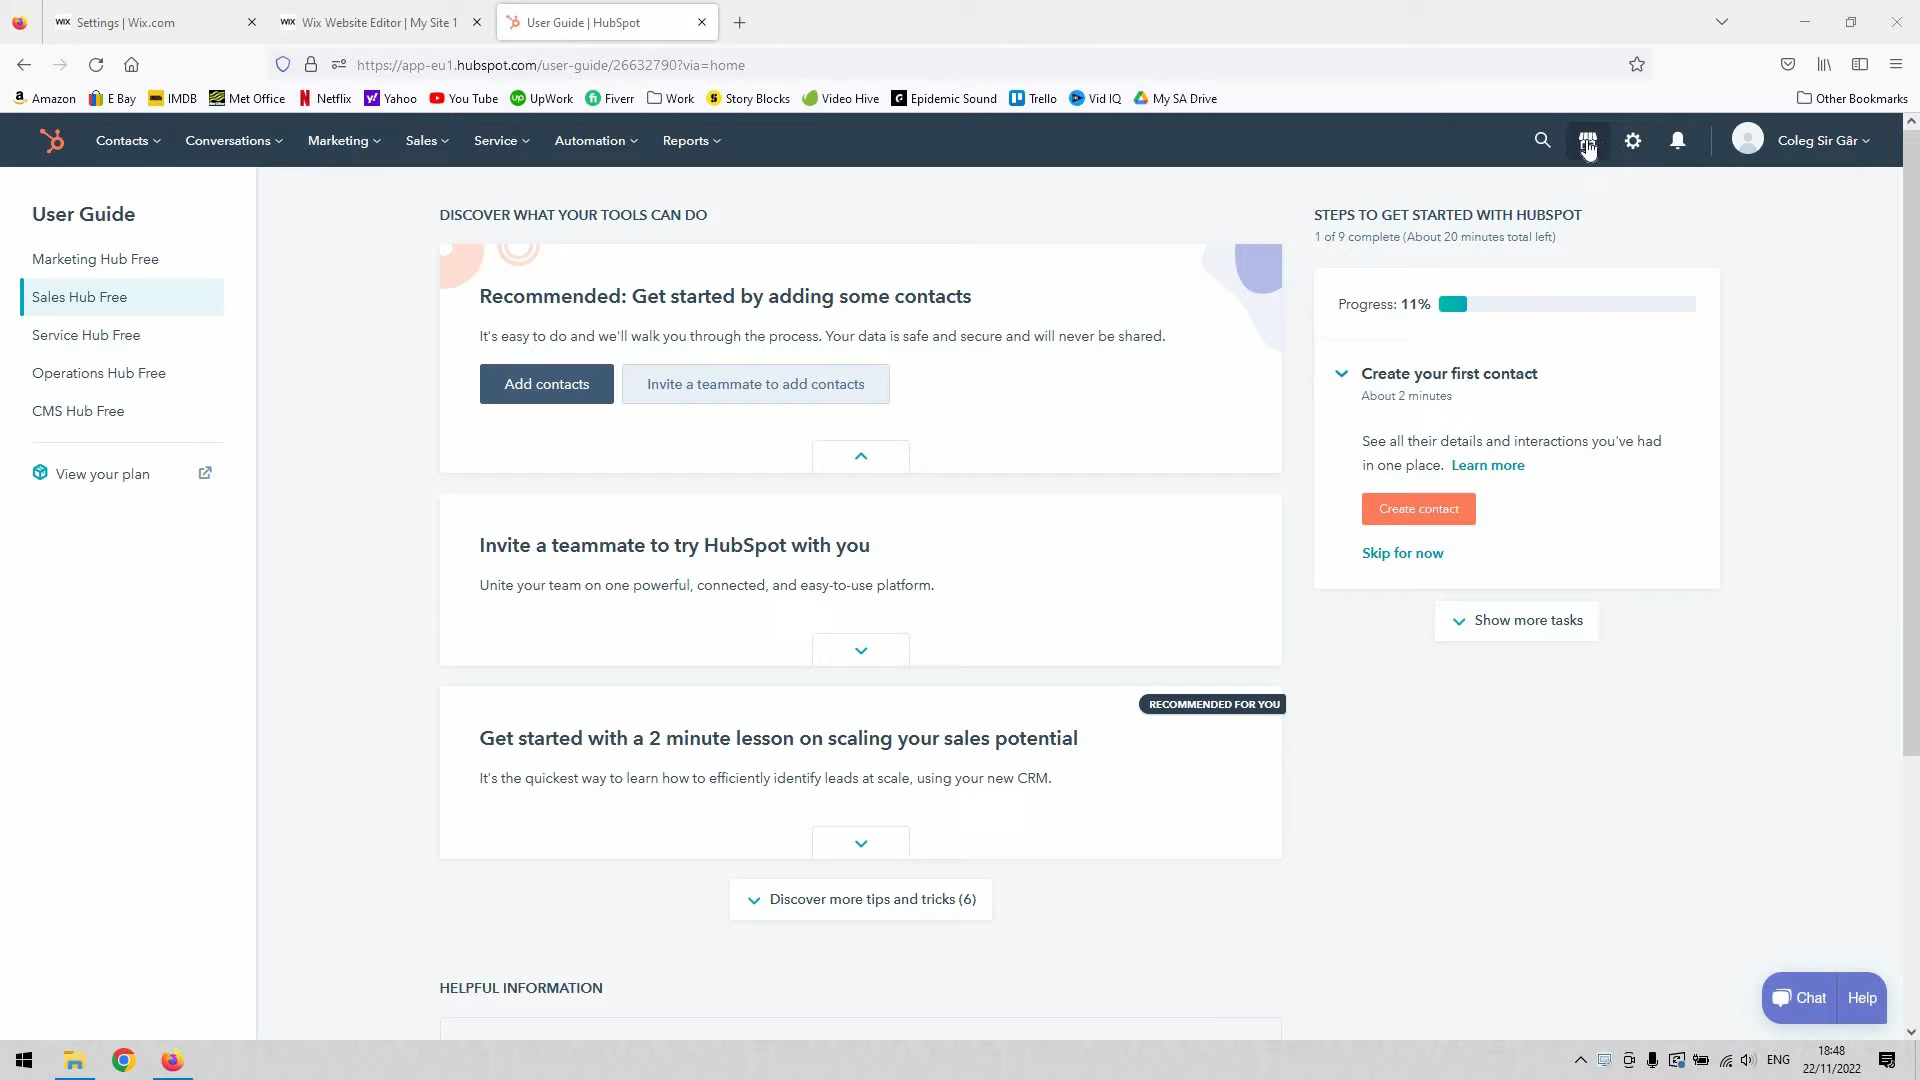 WIX Settings | Wix.com
WIX Wix Website Editor | My Site 1
User Guide | HubSpot
https://app-eu1.hubspot.com/user-guide/26632790?via=home
Amazon
E Bay
IMDB
Met Office
Netflix
Yahoo
You Tube
UpWork
Fiverr
Work
Story Blocks
Video Hive
Epidemic Sound
Trello
Vid IQ
My SA Drive
Other Bookmarks
Contacts
Conversations
Marketing
Sales
Service
Automation
Reports
Coleg Sir Gâr
User Guide
Marketing Hub Free
Sales Hub Free
Service Hub Free
Operations Hub Free
CMS Hub Free
View your plan
DISCOVER WHAT YOUR TOOLS CAN DO
Recommended: Get started by adding some contacts
It's easy to do and we'll walk you through the process. Your data is safe and secure and will never be shared.
Add contacts
Invite a teammate to add contacts
Invite a teammate to try HubSpot with you
Unite your team on one powerful, connected, and easy-to-use platform.
RECOMMENDED FOR YOU
Get started with a 2 minute lesson on scaling your sales potential
It's the quickest way to learn how to efficiently identify leads at scale, using your new CRM.
Discover more tips and tricks (6)
HELPFUL INFORMATION
STEPS TO GET STARTED WITH HUBSPOT
1 of 9 complete (About 20 minutes total left)
Progress: 11%
Create your first contact
About 2 minutes
See all their details and interactions you've had
in one place. Learn more
Create contact
Skip for now
Show more tasks
Chat
Help
ENG
18:48
22/11/2022